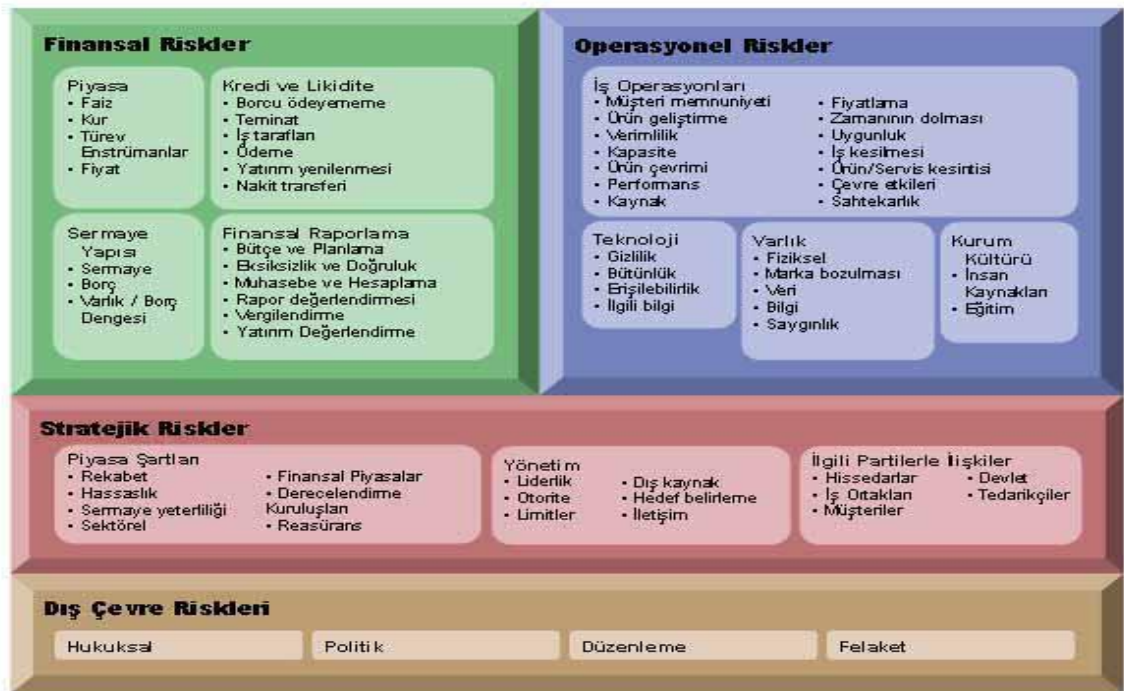 Finansal Riskler
Piyasa
• Faiz
• Kur
• Türev
Enstrümanlar
• Fiyat
Kredi ve Likidite
• Borcu ödeyememe
• Teminat
• İş tarafları
• Ödeme
• Yatırım yenilenmesi
• Nakit transferi
Sermaye
Yapısı
• Sermaye
• Borç
• Varlık / Borç
Dengesi
Finansal Raporlama
• Bütçe ve Planlama
• Eksiksizlik ve Doğruluk
• Muhasebe ve Hesaplama
• Rapor değerlendirmesi
• Vergilendirme
• Yatırım Değerlendirme
Operasyonel Riskler
İş Operasyonları
• Müşteri memnuniyeti
• Ürün geliştirme
• Verimlilik
• Kapasite
• Ürün çevrimi
• Performans
• Kaynak
• Fiyatlama
• Zamanının dolması
• Uygunluk
• İş kesilmesi
• Ürün/Servis kesintisi
• Çevre etkileri
• Sahtekarlık
Teknoloji
• Gizlilik
• Bütünlük
• Erişilebilirlik
• İlgili bilgi
Varlık
• Fiziksel
• Marka bozulması
• Veri
• Bilgi
• Saygınlık
Kurum
Kültürü
• İnsan
Kaynakları
• Eğitim
Stratejik Riskler
Piyasa Şartları
• Rekabet
• Hassaslık
• Sermaye yeterliliği
• Sektörel
• Finansal Piyasalar
• Derecelendirme
Kuruluşları
• Reasürans
Yönetim
• Liderlik
• Otorite
• Limitler
• Dış kaynak
• Hedef belirleme
• İletişim
İlgili Partilerle İlişkiler
• Hissedarlar
• İş Ortakları
• Müşteriler
• Devlet
• Tedarikçiler
Dış Çevre Riskleri
Hukuksal
Politik
Düzenleme
Felaket